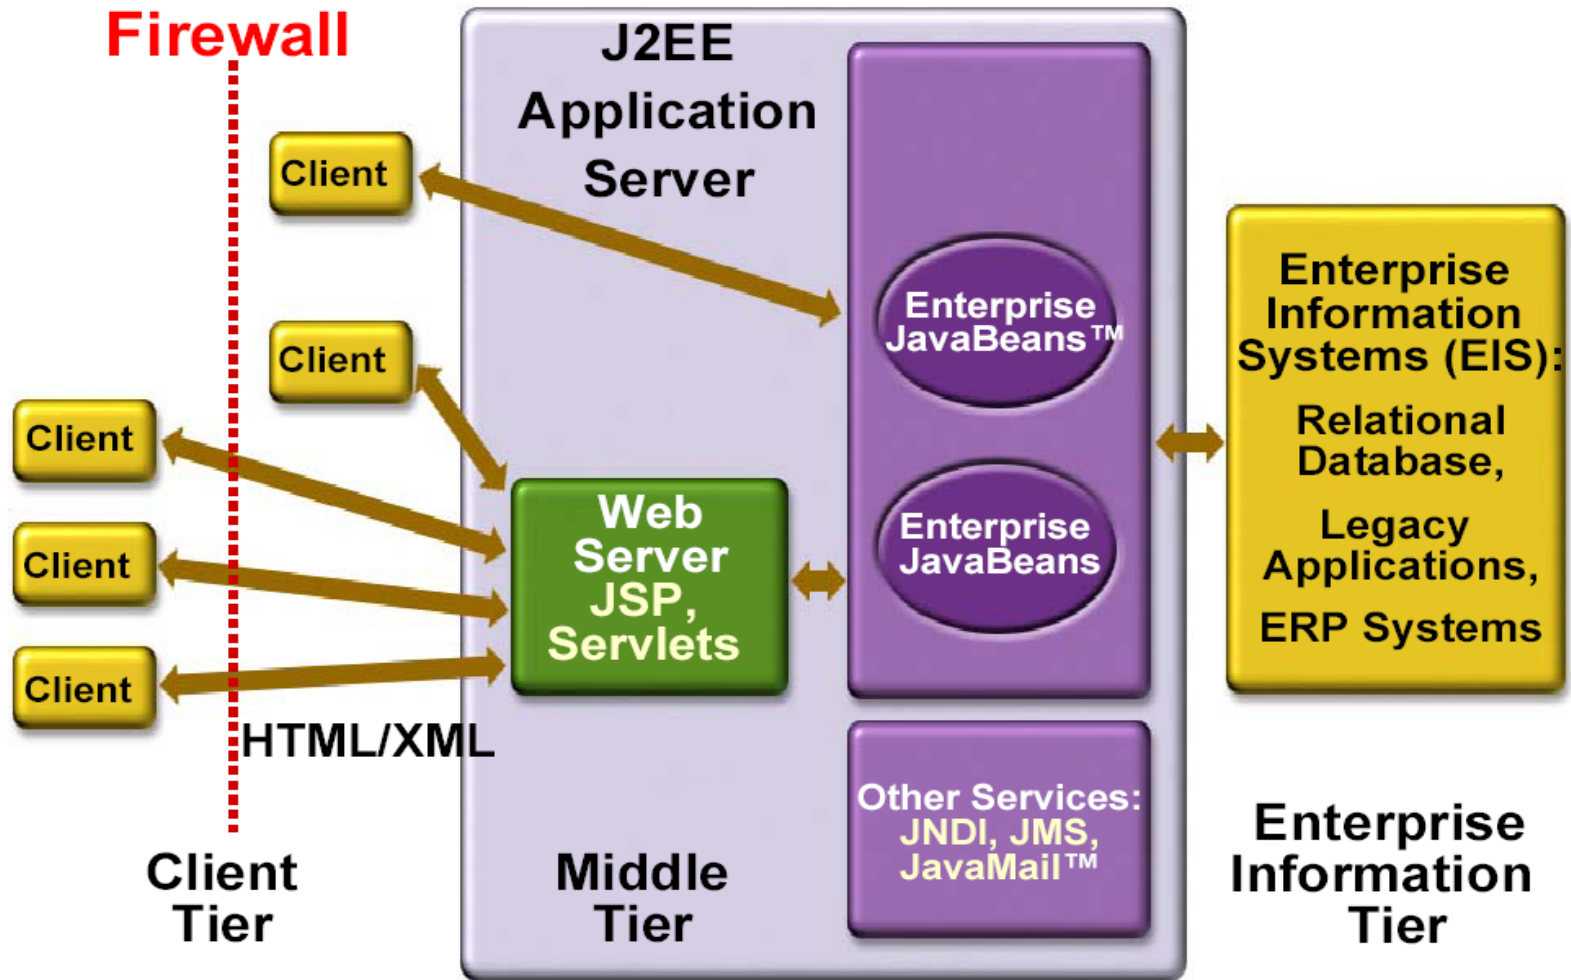 Firewall
J2EE
Application
Server
Client
Client
Client
Client
Client
HTML/XML
Web
Server
JSP,
Servlets
Enterprise
JavaBeans™
Enterprise
JavaBeans
Other Services:
JNDI, JMS,
JavaMail™
Enterprise
Information
Systems (EIS):
Relational
Database,
Legacy
Applications,
ERP Systems
Client
Tier
Middle
Tier
Enterprise
Information
Tier